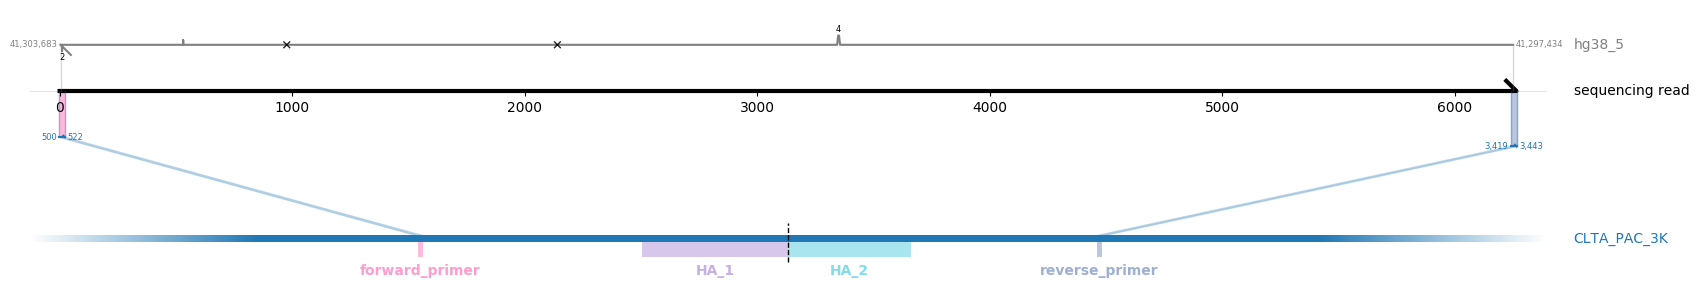 4
41,303,683 41,297,434 hg38_5
2
sequencing read
0 1000 2000 3000 4000 5000 6000
500 522
3,419 3,443
CLTA_PAC_3K
forward_primer HA_1 HA_2 reverse_primer